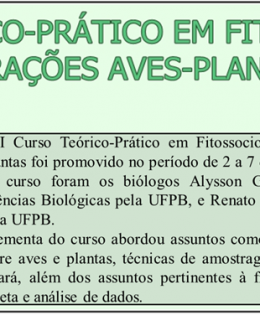 CO-PRÁTICO EM FIT
RAÇÕES AVES-PLAN
I Curso Teórico-Prático em Fitossocio
ntas foi promovido no período de 2 a 7
curso foram os biólogos Alysson G
ências Biológicas pela UFPB, e Renato
a UFPB.
ementa do curso abordou assuntos como
re aves e plantas, técnicas de amostrag
ará, além dos assuntos pertinentes à f
eta e análise de dados.